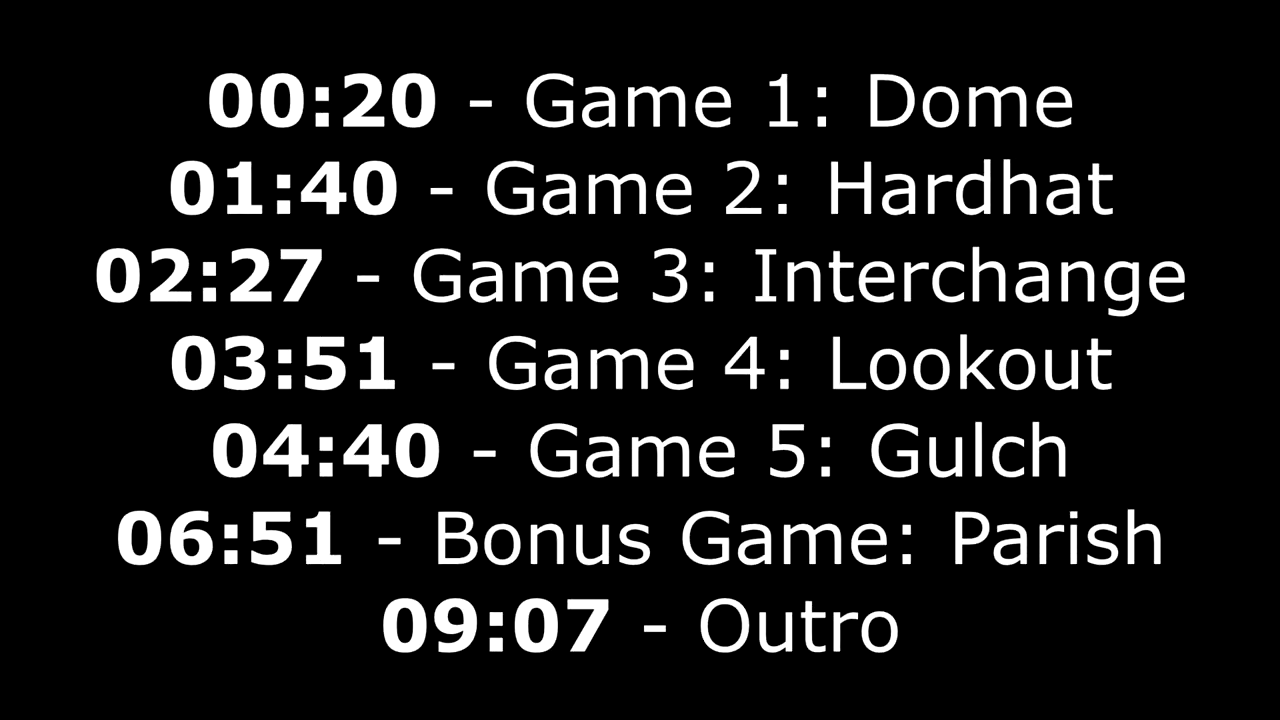 00:20 - Game 1: Dome
01:40 - Game 2: Hardhat
02:27 - Game 3: Interchange
03:51 - Game 4: Lookout
04:40 - Game 5: Gulch
06:51 - Bonus Game: Parish
09:07 - Outro